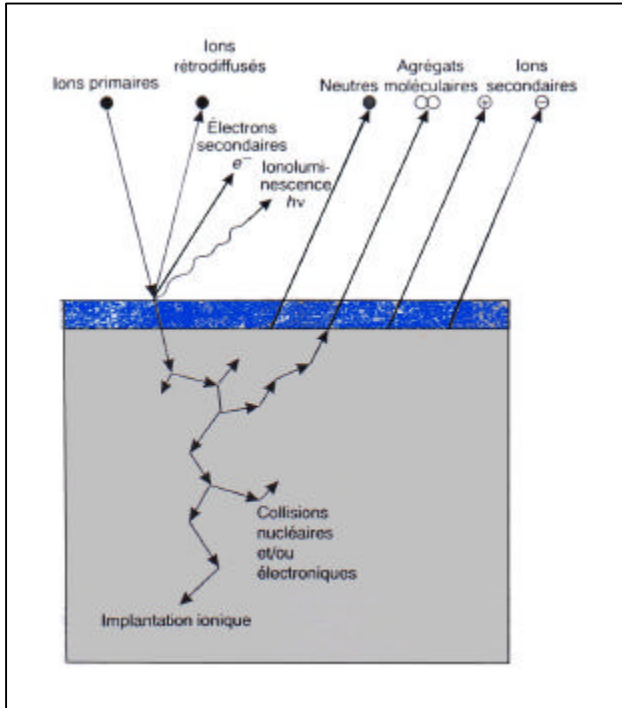 Ions primaires
Ions
rétrodiffusés
Électrons
secondaires
e⁻
Ionolumi-
nescence
hν
Neutres
Agrégats
moléculaires
Ions
secondaires
Collisions
nucléaires
et/ou
électroniques
Implantation ionique